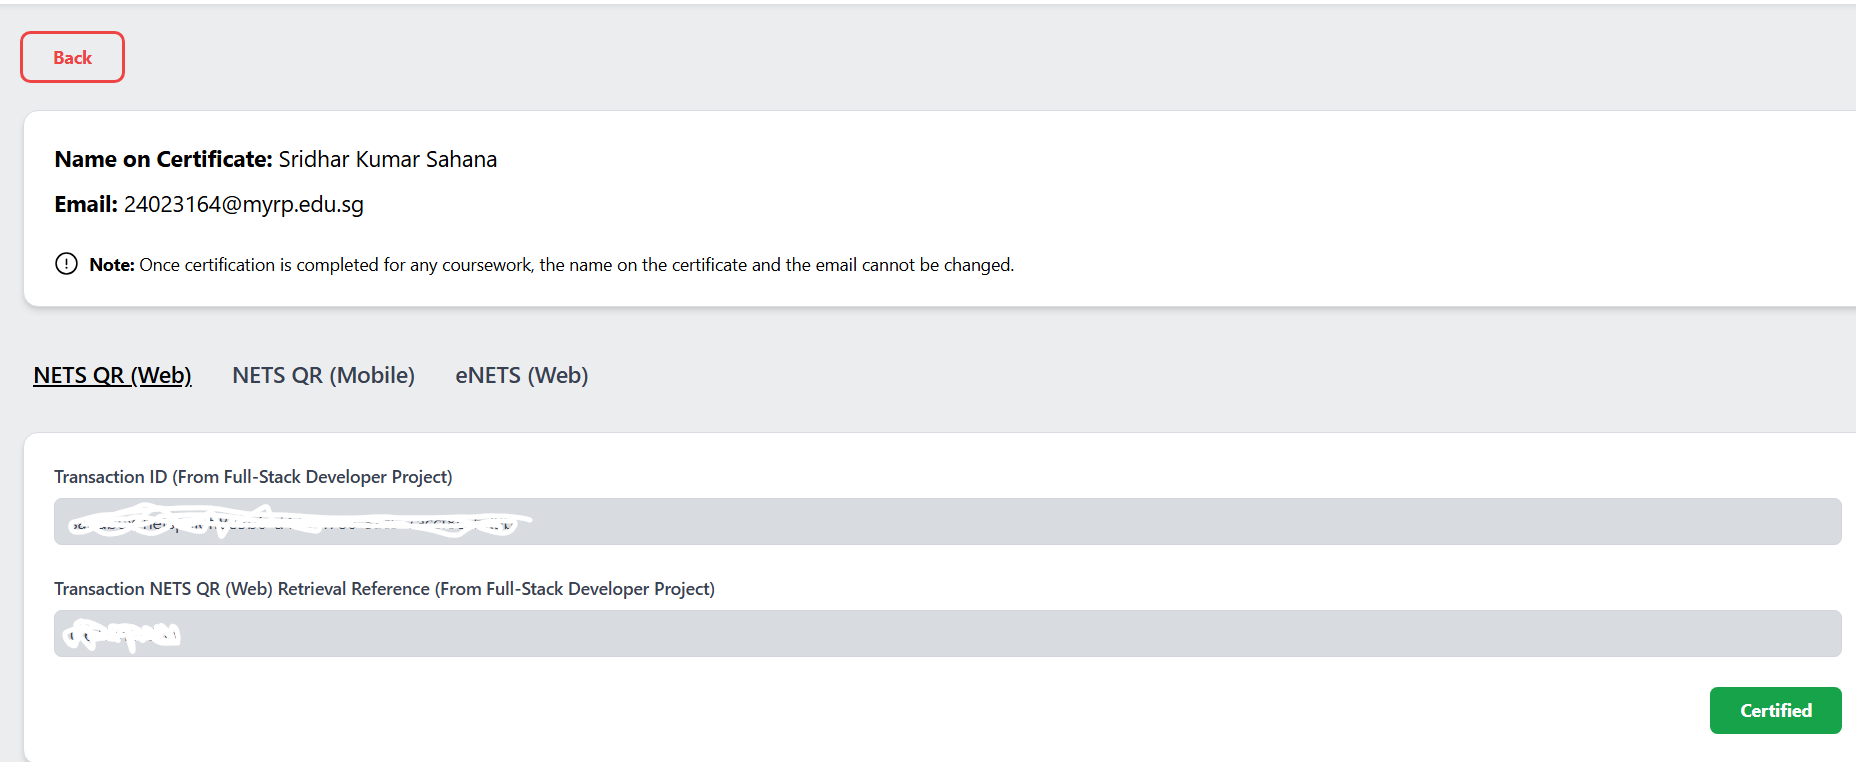 Back
Name on Certificate: Sridhar Kumar Sahana
Email: 24023164@myrp.edu.sg
Note: Once certification is completed for any coursework, the name on the certificate and the email cannot be changed.
NETS QR (Web) NETS QR (Mobile) eNETS (Web)
Transaction ID (From Full-Stack Developer Project)
Transaction NETS QR (Web) Retrieval Reference (From Full-Stack Developer Project)
Certified